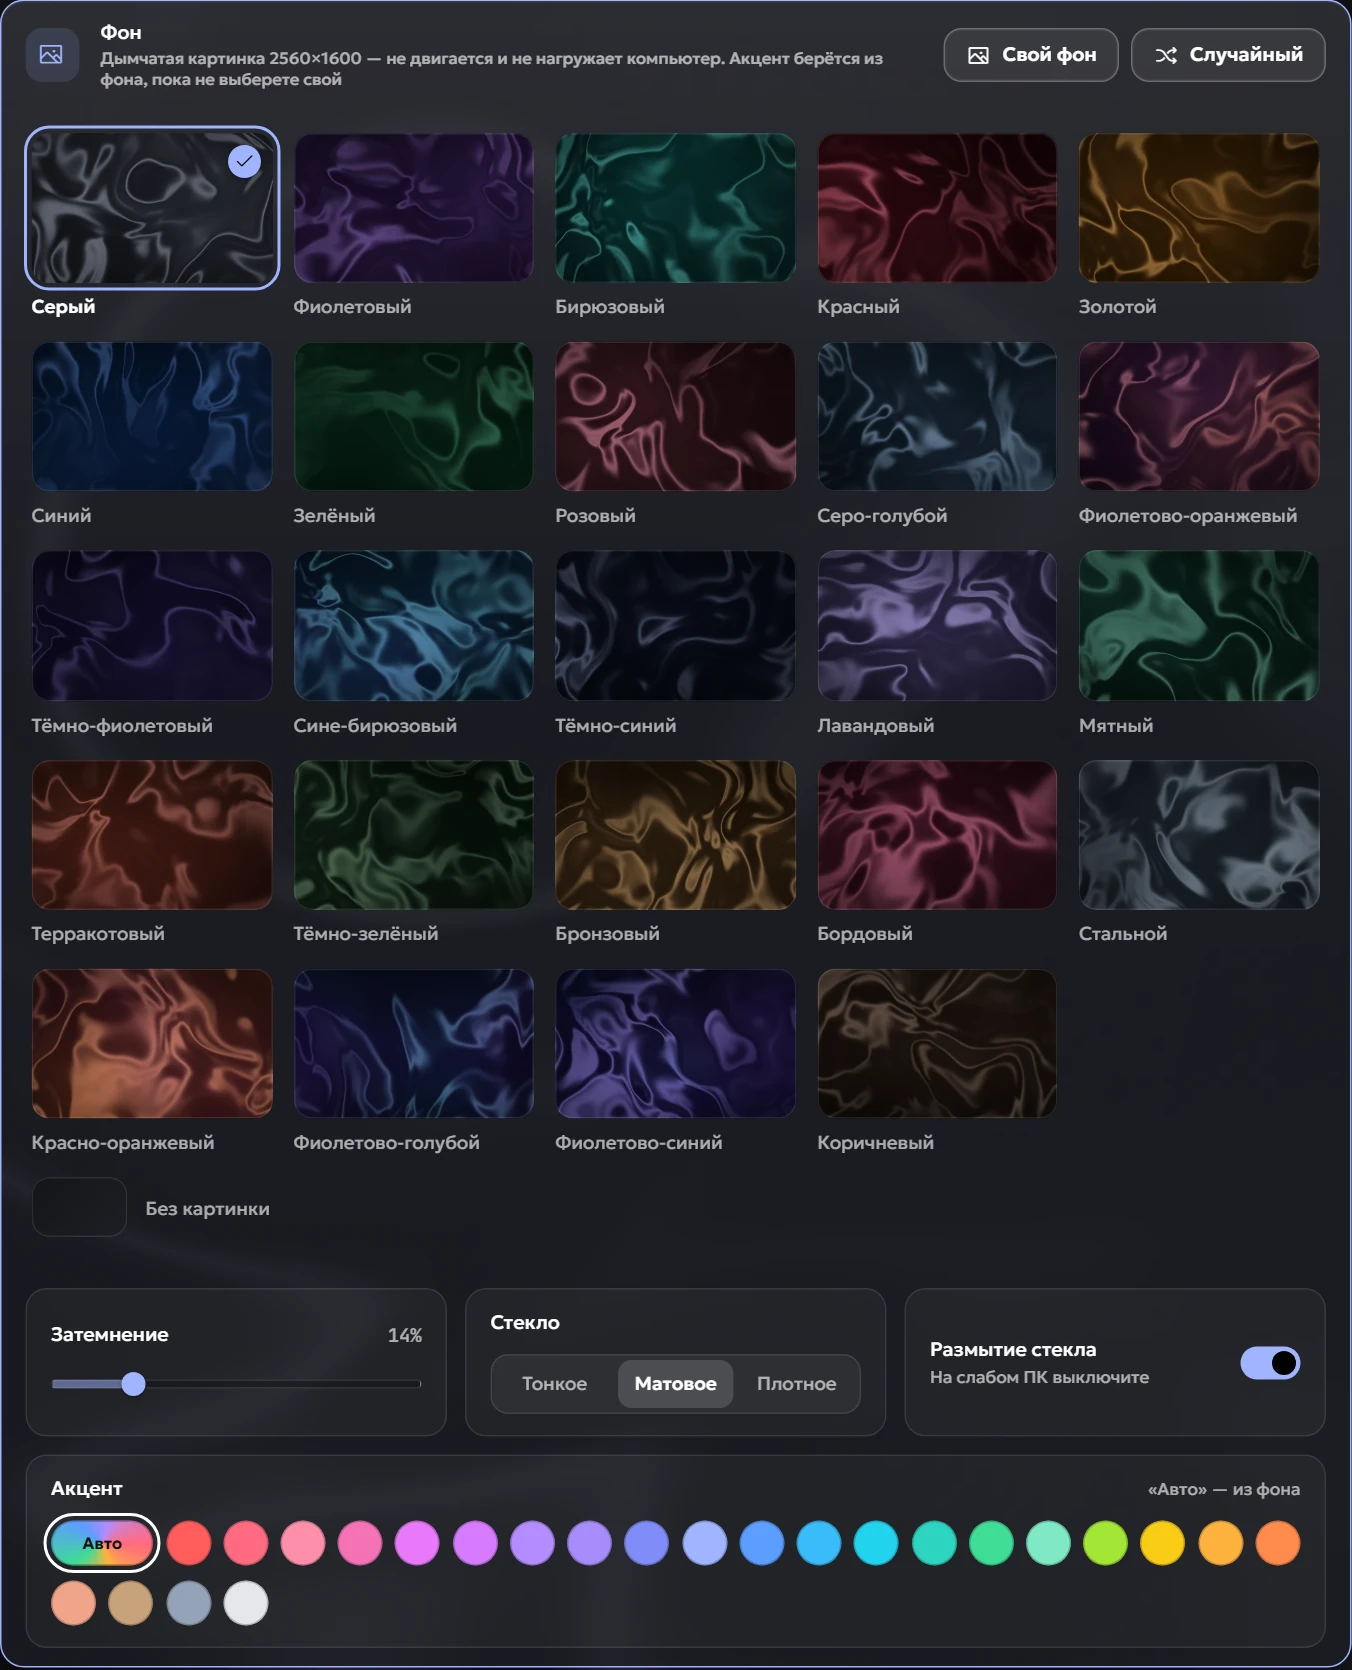 Фон
Дымчатая картинка 2560×1600 — не двигается и не нагружает компьютер. Акцент берётся из
фона, пока не выберете свой
Свой фон
Случайный
Серый
Фиолетовый
Бирюзовый
Красный
Золотой
Синий
Зелёный
Розовый
Серо-голубой
Фиолетово-оранжевый
Тёмно-фиолетовый
Сине-бирюзовый
Тёмно-синий
Лавандовый
Мятный
Терракотовый
Тёмно-зелёный
Бронзовый
Бордовый
Стальной
Красно-оранжевый
Фиолетово-голубой
Фиолетово-синий
Коричневый
Без картинки
Затемнение
14%
Стекло
Тонкое
Матовое
Плотное
Размытие стекла
На слабом ПК выключите
Акцент
«Авто» — из фона
Авто